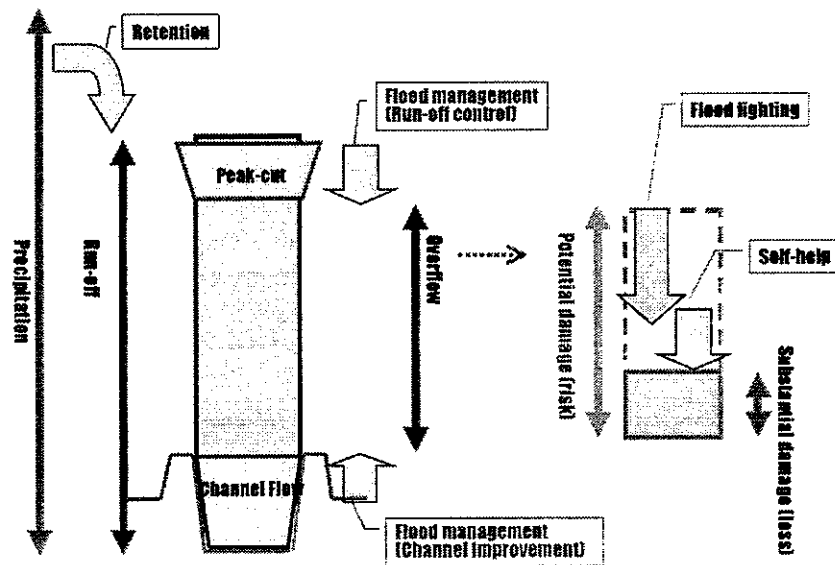 Retention
Flood management
(Run-off control)
Flood fighting
Peak-cut
Precipitation
Run-off
Overflow
Potential damage (risk)
Self-help
Substantial damage (loss)
Channel Flow
Flood management
(Channel improvement)